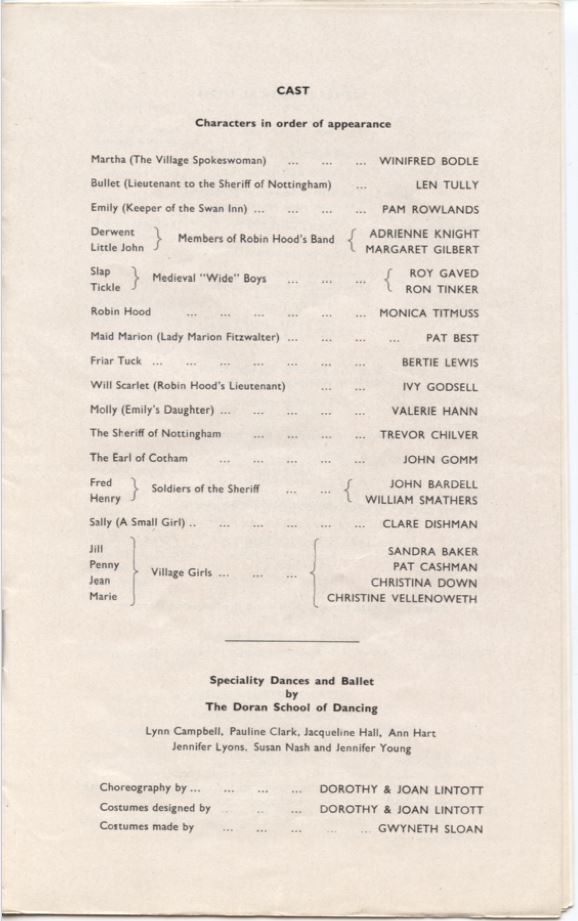 CAST
Characters in order of appearance
Martha (The Village Spokeswoman) ... ... ... WINIFRED BODLE
Bullet (Lieutenant to the Sheriff of Nottingham) ... LEN TULLY
Emily (Keeper of the Swan Inn) ... ... ... ... PAM ROWLANDS
Derwent } Members of Robin Hood's Band { ADRIENNE KNIGHT
Little John } { MARGARET GILBERT
Slap } Medieval "Wide" Boys ... ... ... { ROY GAVED
Tickle } { RON TINKER
Robin Hood ... ... ... ... ... MONICA TITMUSS
Maid Marion (Lady Marion Fitzwalter) ... ... ... ... PAT BEST
Friar Tuck ... ... ... ... ... ... ... BERTIE LEWIS
Will Scarlet (Robin Hood's Lieutenant) ... ... IVY GODSELL
Molly (Emily's Daughter) ... ... ... ... ... VALERIE HANN
The Sheriff of Nottingham ... ... ... ... TREVOR CHILVER
The Earl of Cotham ... ... ... ... ... JOHN GOMM
Fred } Soldiers of the Sheriff ... ... { JOHN BARDELL
Henry } { WILLIAM SMATHERS
Sally (A Small Girl) .. ... ... ... ... ... CLARE DISHMAN
Jill } { SANDRA BAKER
Penny } Village Girls ... ... ... { PAT CASHMAN
Jean } { CHRISTINA DOWN
Marie } { CHRISTINE VELLENOWETH
Speciality Dances and Ballet
by
The Doran School of Dancing
Lynn Campbell, Pauline Clark, Jacqueline Hall, Ann Hart
Jennifer Lyons, Susan Nash and Jennifer Young
Choreography by ... ... ... ... DOROTHY & JOAN LINTOTT
Costumes designed by ... ... ... DOROTHY & JOAN LINTOTT
Costumes made by ... ... ... ... ... GWYNETH SLOAN